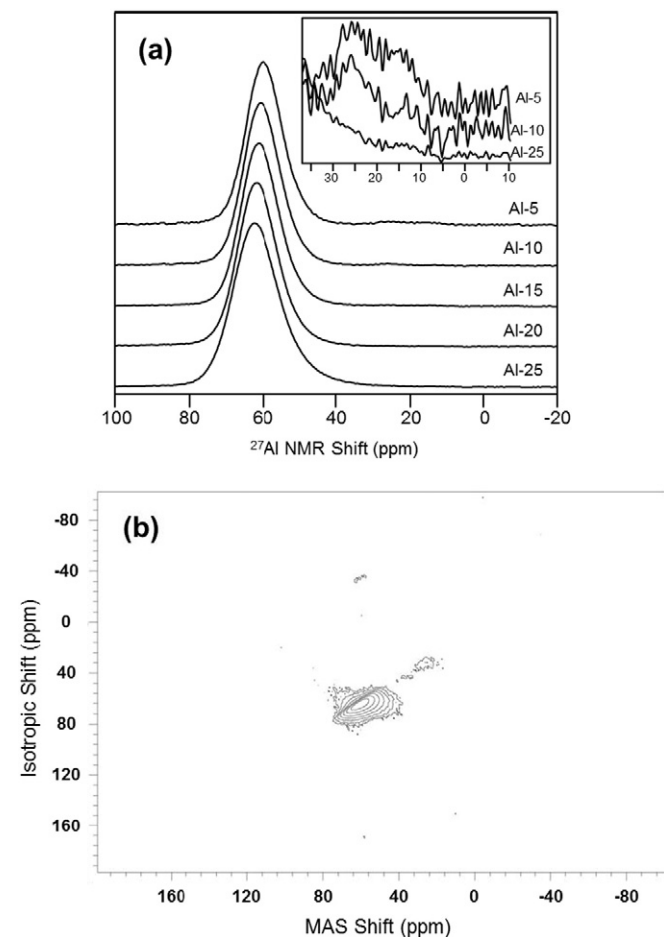 (a)
Al-5
Al-10
Al-25
30 20 10 0 10
Al-5
Al-10
Al-15
Al-20
Al-25
100 80 60 40 20 0 -20
²⁷Al NMR Shift (ppm)
(b)
-80
-40
0
40
80
120
160
Isotropic Shift (ppm)
160 120 80 40 0 -40 -80
MAS Shift (ppm)